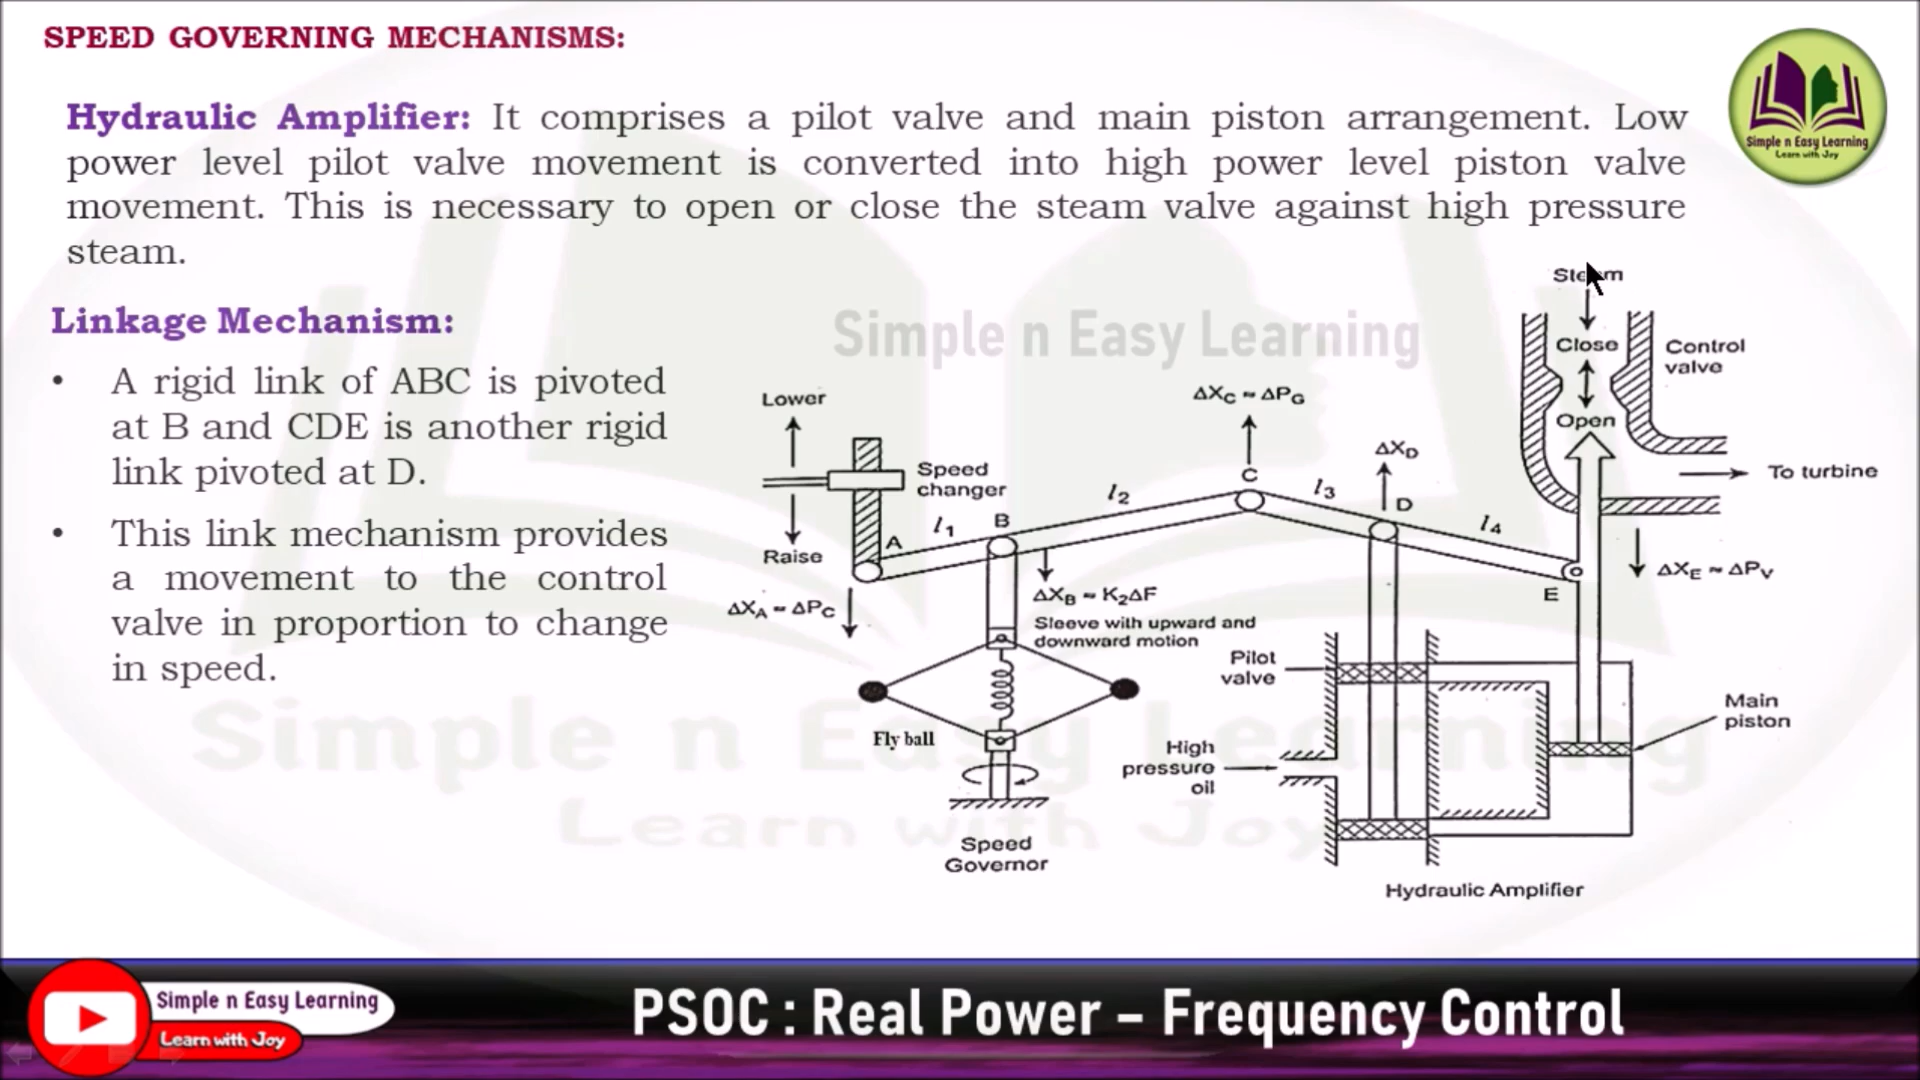 SPEED GOVERNING MECHANISMS:
Hydraulic Amplifier: It comprises a pilot valve and main piston arrangement. Low
power level pilot valve movement is converted into high power level piston valve
movement. This is necessary to open or close the steam valve against high pressure
steam.
Simple n Easy Learning
Learn with Joy
Linkage Mechanism:
• A rigid link of ABC is pivoted
at B and CDE is another rigid
link pivoted at D.
• This link mechanism provides
a movement to the control
valve in proportion to change
in speed.
Simple n Easy Learning
Steam
Close
Open
Control
valve
To turbine
Lower
Speed
changer
Raise
ΔXA ≈ ΔPC
A
l1
B
l2
ΔXC ≈ ΔPG
C
l3
ΔXD
D
l4
E
ΔXE ≈ ΔPV
ΔXB ≈ K2ΔF
Sleeve with upward and
downward motion
Fly ball
Speed
Governor
Pilot
valve
High
pressure
oil
Main
piston
Hydraulic Amplifier
Simple n Easy Learning
Learn with Joy
Simple n Easy Learning
Learn with Joy
PSOC : Real Power – Frequency Control